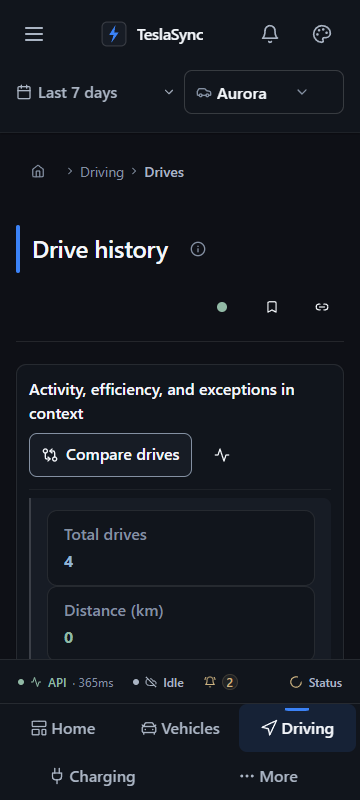 TeslaSync
Last 7 days
Aurora
Driving
Drives
Drive history
Activity, efficiency, and exceptions in
context
Compare drives
Total drives
4
Distance (km)
0
API · 365ms
Idle
2
Status
Home
Vehicles
Driving
Charging
More